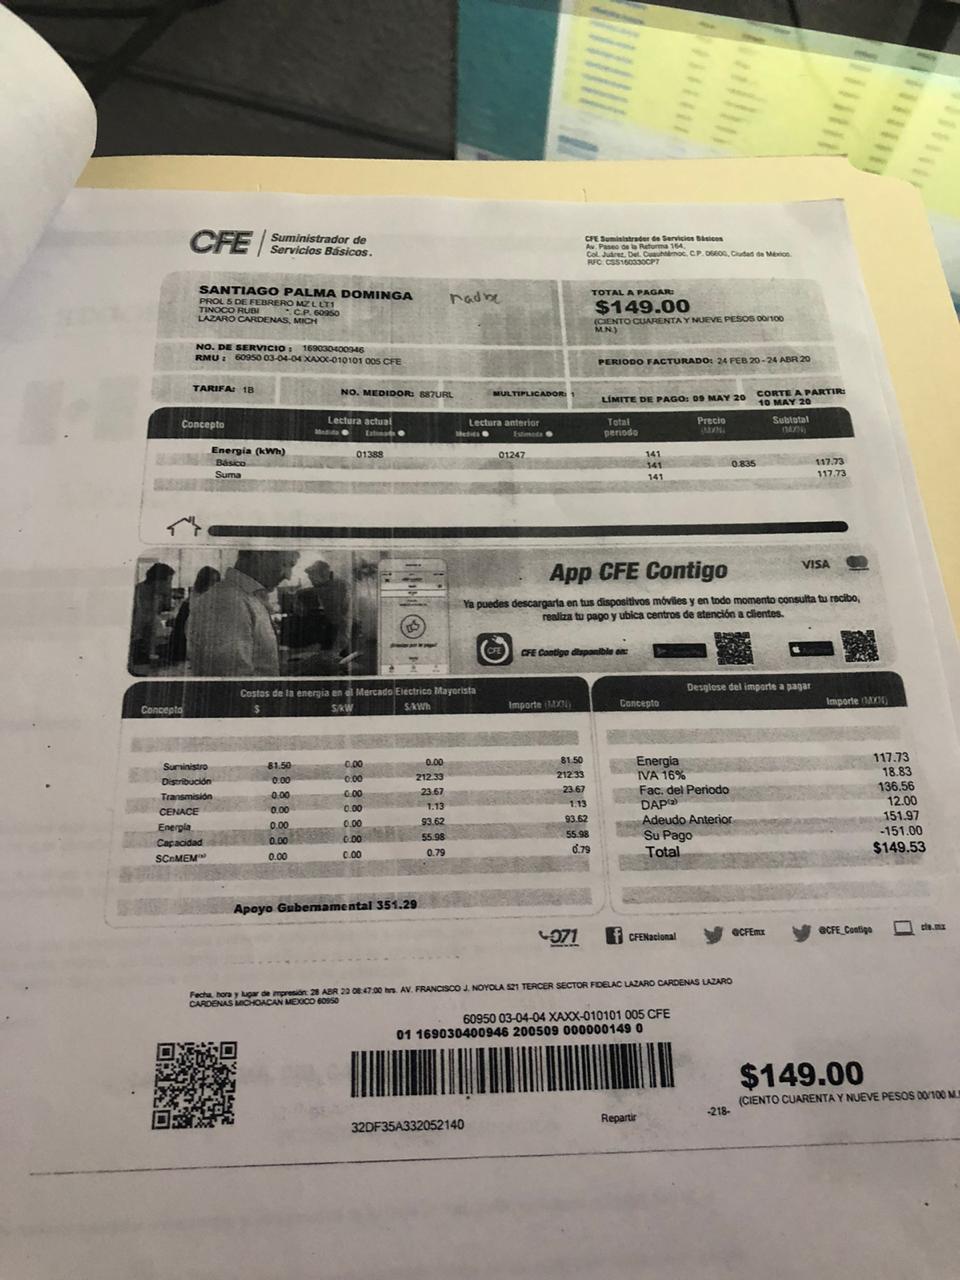 CFE Suministrador de
Servicios Básicos.
CFE Suministrador de Servicios Básicos
Av. Paseo de la Reforma 164,
Col. Juárez, Del. Cuauhtémoc, C.P. 06600, Ciudad de México.
RFC: CSS160330CP7
SANTIAGO PALMA DOMINGA
madre
PROL 5 DE FEBRERO MZ L LT1
TINOCO RUBI C.P. 60950
LAZARO CARDENAS, MICH
TOTAL A PAGAR:
$149.00
(CIENTO CUARENTA Y NUEVE PESOS 00/100
M.N.)
NO. DE SERVICIO : 169030400946
RMU : 60950 03-04-04 XAXX-010101 005 CFE
PERIODO FACTURADO: 24 FEB 20 - 24 ABR 20
TARIFA: 1B NO. MEDIDOR: 887URL MULTIPLICADOR: 1 LÍMITE DE PAGO: 09 MAY 20 CORTE A PARTIR:
10 MAY 20
Concepto Lectura actual Lectura anterior Total Precio Subtotal
Medida Estimada Medida Estimada periodo (MXN) (MXN)
Energía (kWh) 01388 01247 141
Básico 141 0.835 117.73
Suma 141 117.73
App CFE Contigo VISA
Ya puedes descargarla en tus dispositivos móviles y en todo momento consulta tu recibo,
realiza tu pago y ubica centros de atención a clientes.
CFE
CFE Contigo disponible en:
Costos de la energía en el Mercado Eléctrico Mayorista
Concepto $ $/kW $/kWh Importe (MXN)
Suministro 81.50 0.00 0.00 81.50
Distribución 0.00 0.00 212.33 212.33
Transmisión 0.00 0.00 23.67 23.67
CENACE 0.00 0.00 1.13 1.13
Energía 0.00 0.00 93.62 93.62
Capacidad 0.00 0.00 55.98 55.98
SCnMEM 0.00 0.00 0.79 0.79
Apoyo Gubernamental 351.29
Desglose del importe a pagar
Concepto Importe (MXN)
Energía 117.73
IVA 16% 18.83
Fac. del Periodo 136.56
DAP(2) 12.00
Adeudo Anterior 151.97
Su Pago -151.00
Total $149.53
071 CFENacional @CFEmx @CFE_Contigo cfe.mx
Fecha, hora y lugar de impresión: 28 ABR 20 08:47:00 hrs. AV. FRANCISCO J. NOYOLA 521 TERCER SECTOR FIDELAC LAZARO CARDENAS LAZARO
CARDENAS MICHOACAN MEXICO 60950
60950 03-04-04 XAXX-010101 005 CFE
01 169030400946 200509 000000149 0
$149.00
(CIENTO CUARENTA Y NUEVE PESOS 00/100 M.
32DF35A332052140 Repartir -218-